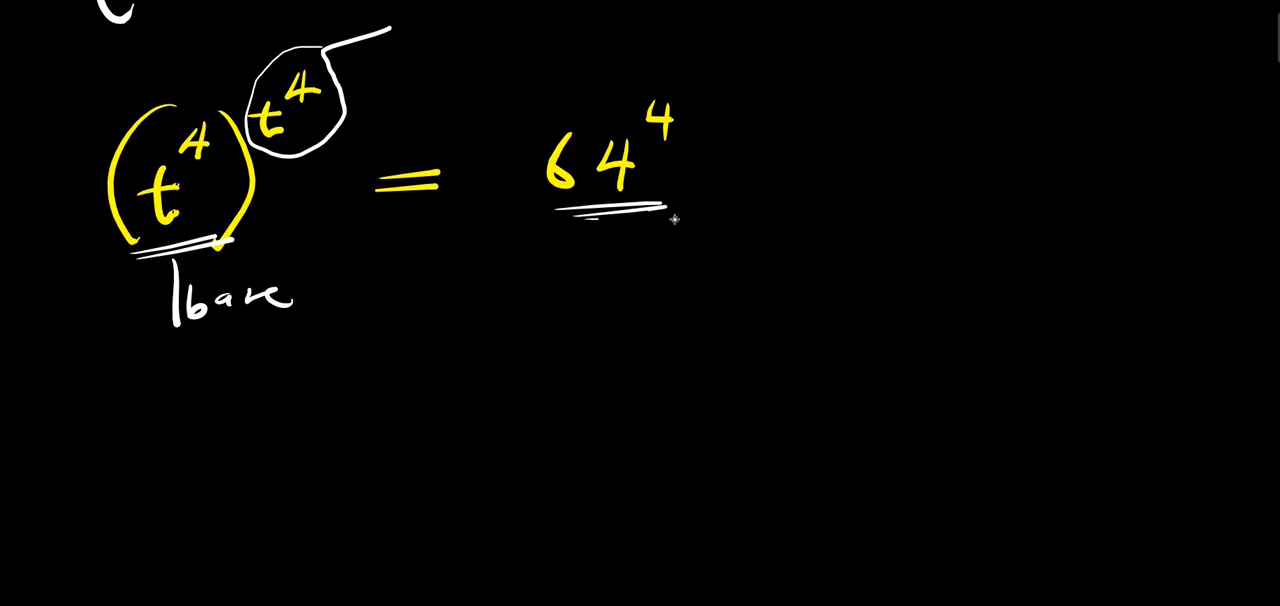 (t⁴)^t⁴ = 64⁴
base